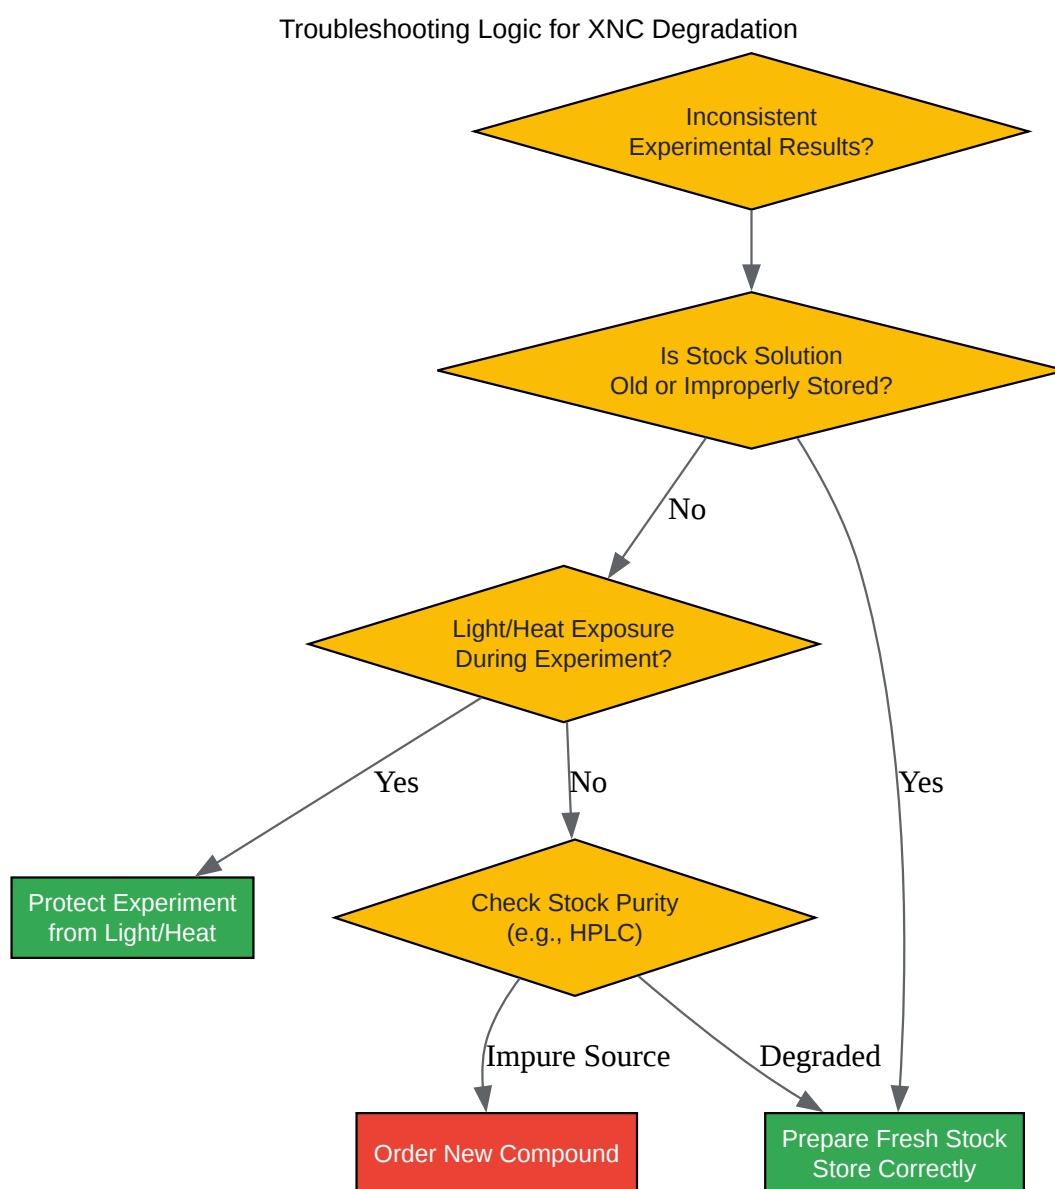 Troubleshooting Logic for XNC Degradation
Inconsistent
Experimental Results?
Is Stock Solution
Old or Improperly Stored?
No
Light/Heat Exposure
During Experiment?
Yes
No
Yes
Protect Experiment
from Light/Heat
Check Stock Purity
(e.g., HPLC)
Impure Source
Degraded
Order New Compound
Prepare Fresh Stock
Store Correctly